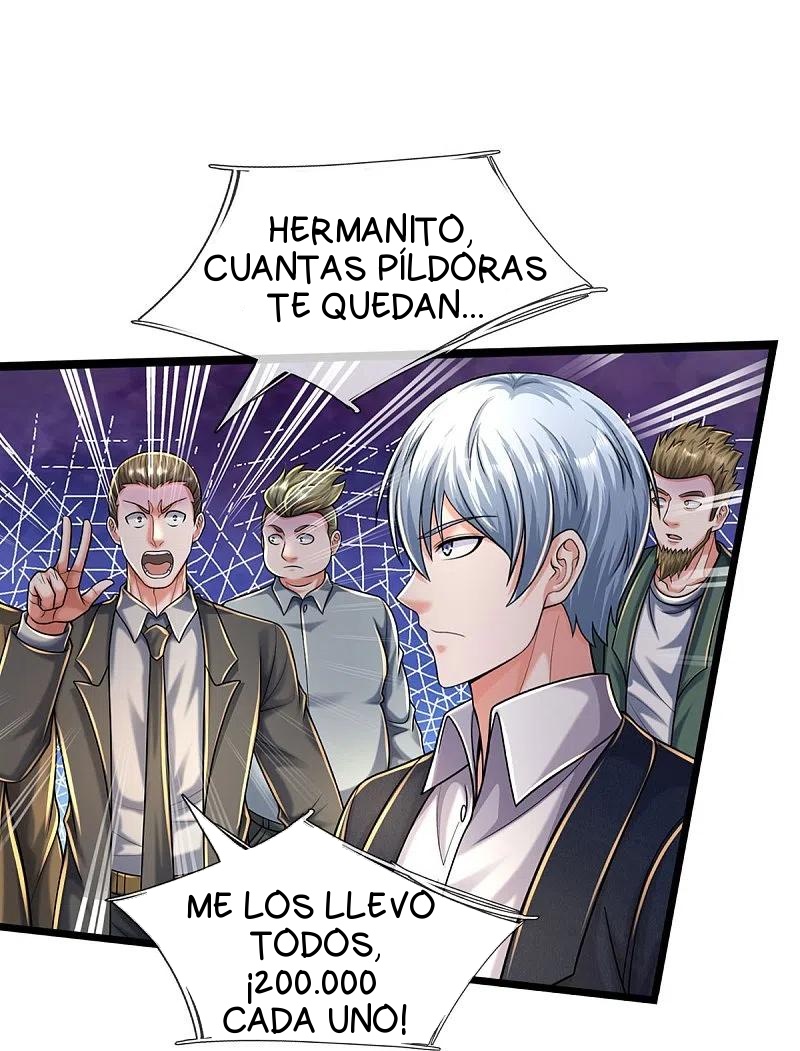 HERMANITO,
CUANTAS PÍLDORAS
TE QUEDAN...
ME LOS LLEVO
TODOS,
¡200.000
CADA UNO!